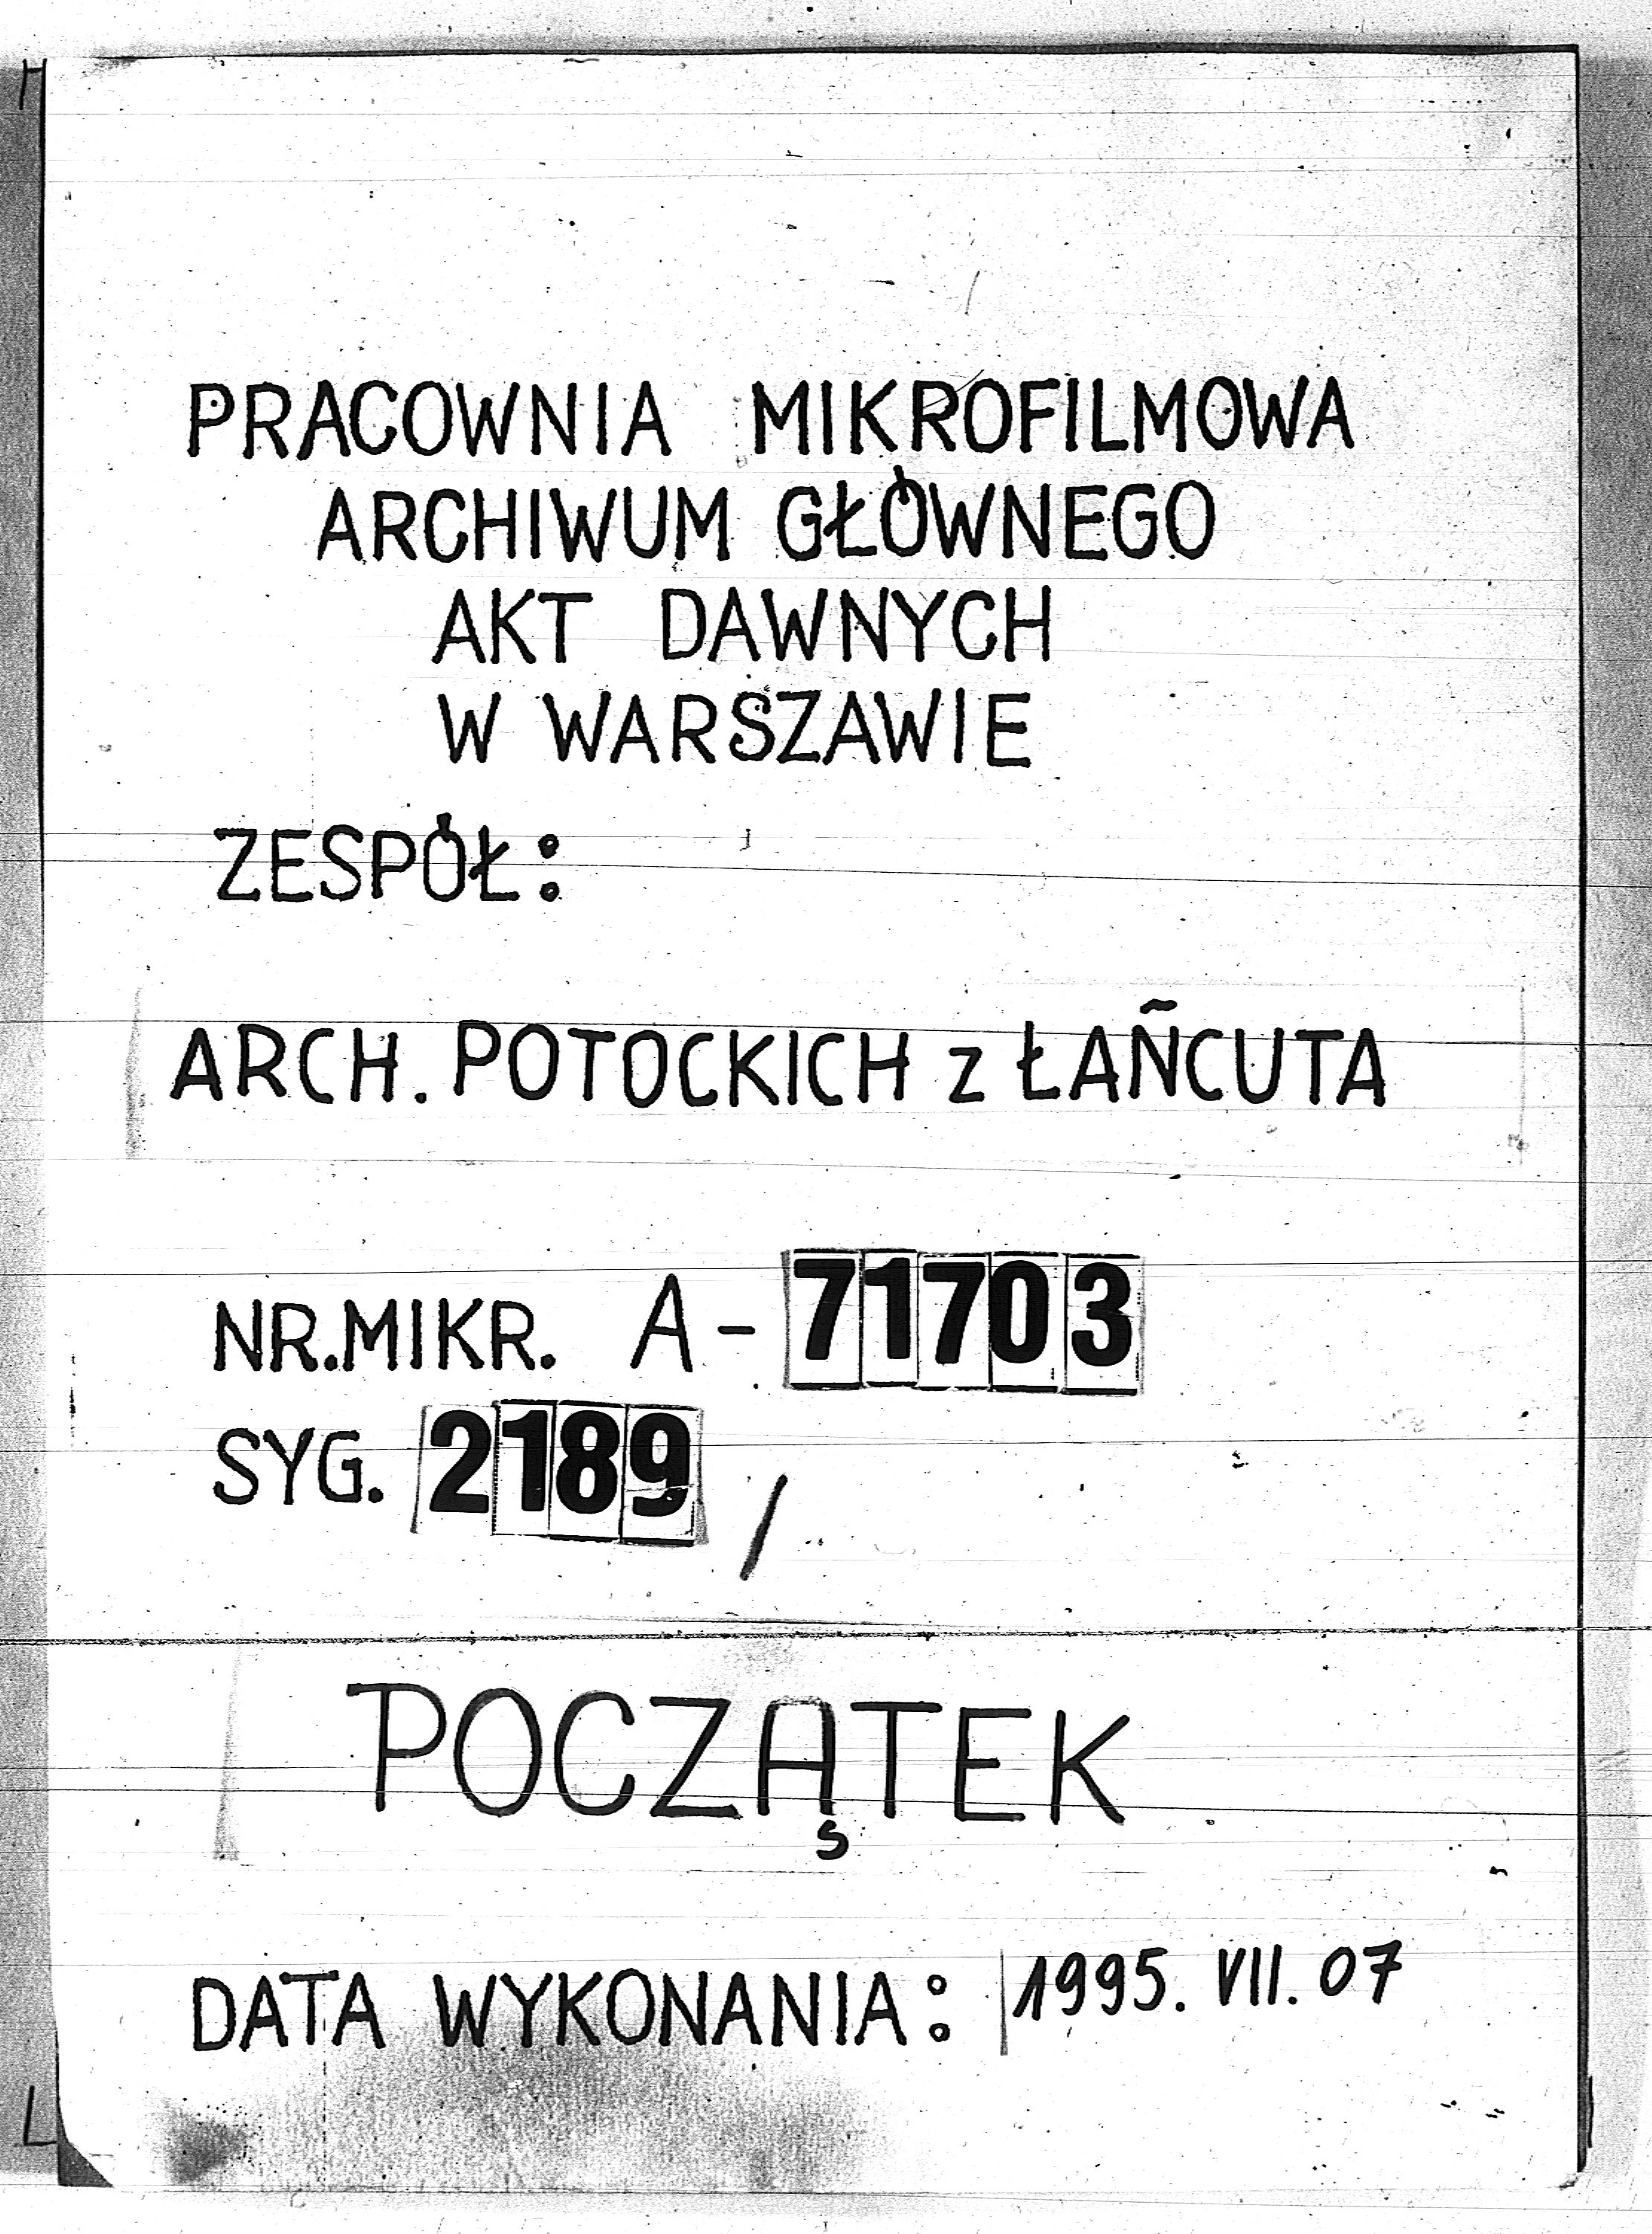 PRACOWNIA MIKROFILMOWA
ARCHIWUM GŁÓWNEGO
AKT DAWNYCH
W WARSZAWIE
ZESPÓŁ:
ARCH. POTOCKICH z ŁAŃCUTA
NR.MIKR. A-71703
SYG. 2189 /
POCZĄTEK
DATA WYKONANIA: 1995. VII. 07